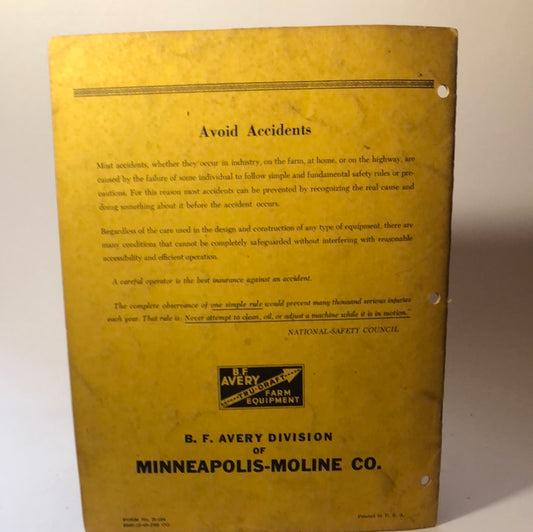 Avoid Accidents
Most accidents, whether they occur in industry, on the farm, at home, or on the highway, are
caused by the failure of some individual to follow simple and fundamental safety rules or pre-
cautions. For this reason most accidents can be prevented by recognizing the real cause and
doing something about it before the accident occurs.
Regardless of the care used in the design and construction of any type of equipment, there are
many conditions that cannot be completely safeguarded without interfering with reasonable
accessibility and efficient operation.
A careful operator is the best insurance against an accident.
The complete observance of one simple rule would prevent many thousand serious injuries
each year. That rule is: Never attempt to clean, oil, or adjust a machine while it is in motion."
NATIONAL-SAFETY COUNCIL
B.F.
AVERY
TRU-DRAFT
FARM
EQUIPMENT
B. F. AVERY DIVISION
OF
MINNEAPOLIS-MOLINE CO.
FORM No.
Printed in U. S. A.